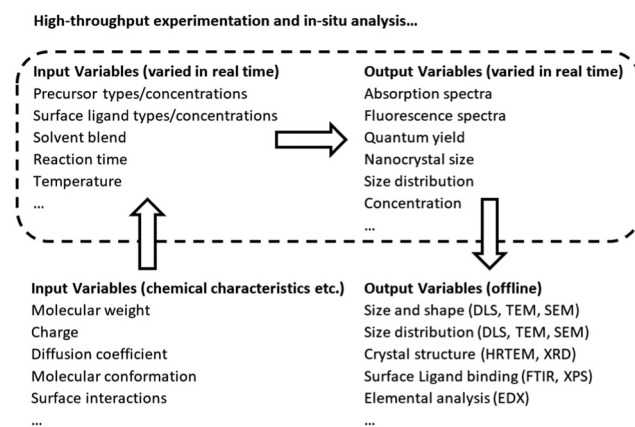 High-throughput experimentation and in-situ analysis…
Input Variables (varied in real time)
Precursor types/concentrations
Surface ligand types/concentrations
Solvent blend
Reaction time
Temperature
…
Output Variables (varied in real time)
Absorption spectra
Fluorescence spectra
Quantum yield
Nanocrystal size
Size distribution
Concentration
…
Input Variables (chemical characteristics etc.)
Molecular weight
Charge
Diffusion coefficient
Molecular conformation
Surface interactions
…
Output Variables (offline)
Size and shape (DLS, TEM, SEM)
Size distribution (DLS, TEM, SEM)
Crystal structure (HRTEM, XRD)
Surface Ligand binding (FTIR, XPS)
Elemental analysis (EDX)
…